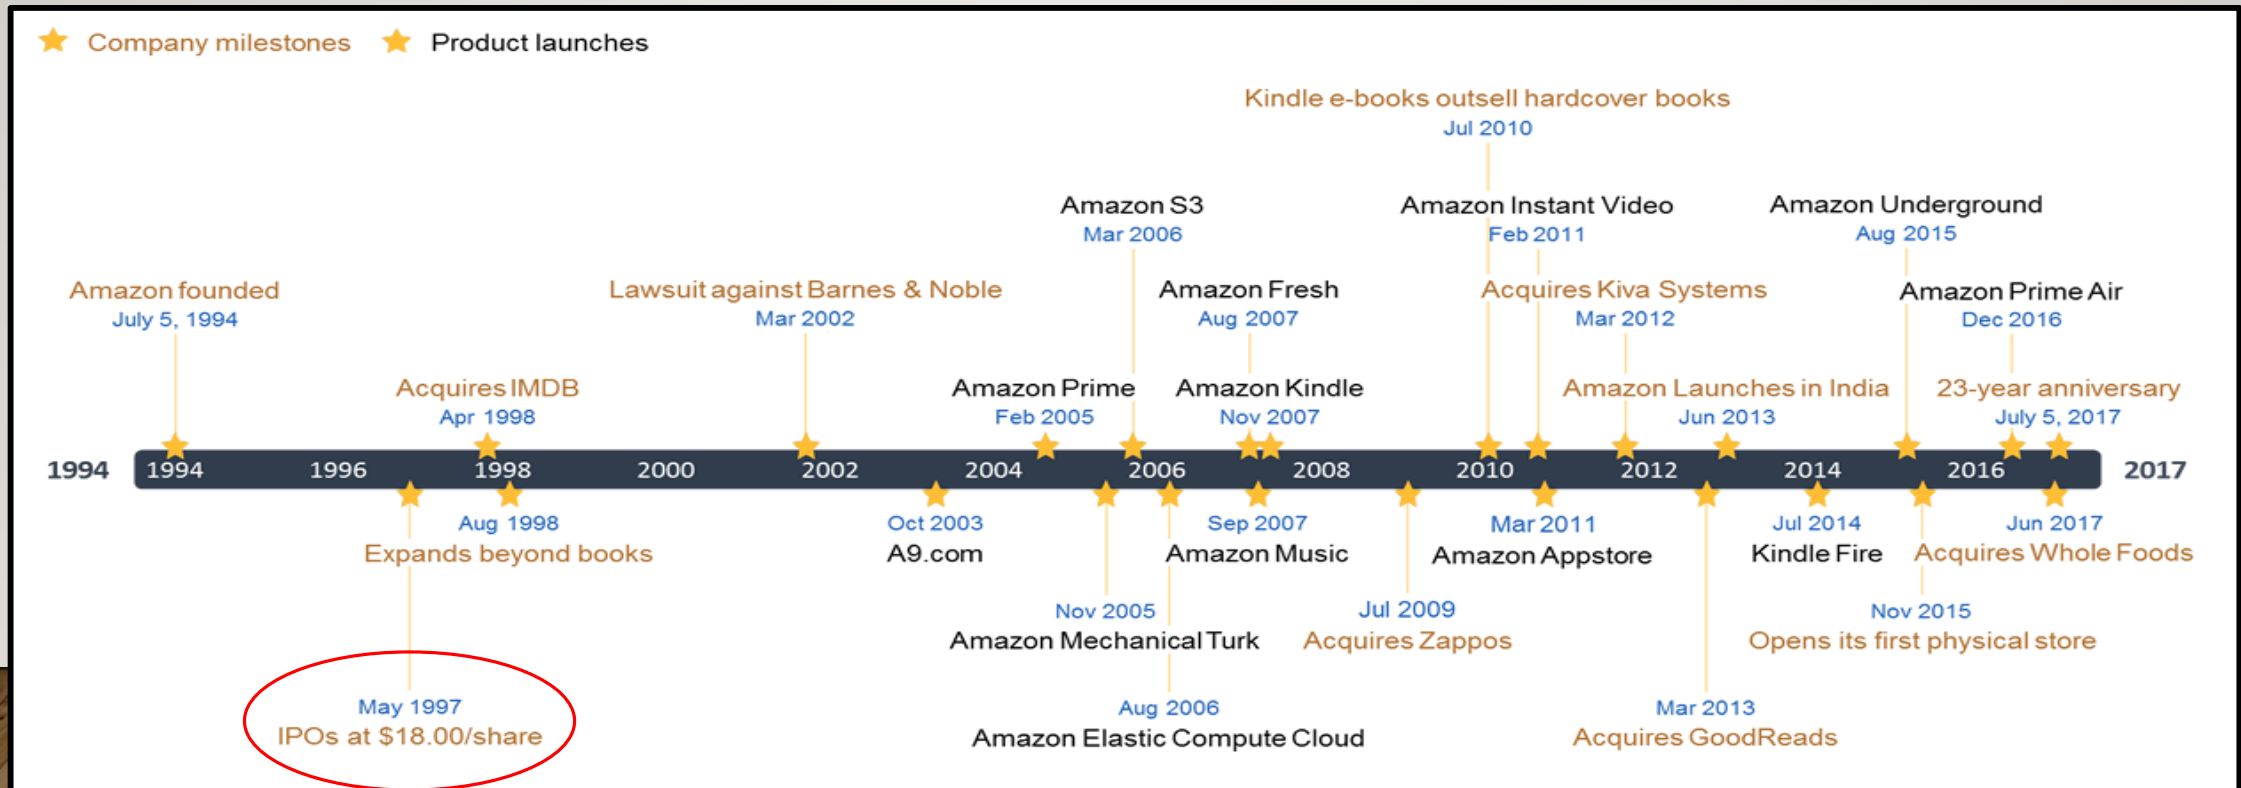 Company milestones
Product launches
Kindle e-books outsell hardcover books
Jul 2010
Amazon S3
Mar 2006
Amazon Instant Video
Feb 2011
Amazon Underground
Aug 2015
Amazon founded
July 5, 1994
Lawsuit against Barnes & Noble
Mar 2002
Amazon Fresh
Aug 2007
Acquires Kiva Systems
Mar 2012
Amazon Prime Air
Dec 2016
Acquires IMDB
Apr 1998
Amazon Prime
Feb 2005
Amazon Kindle
Nov 2007
Amazon Launches in India
Jun 2013
23-year anniversary
July 5, 2017
1994 1994 1996 1998 2000 2002 2004 2006 2008 2010 2012 2014 2016 2017
Aug 1998
Expands beyond books
Oct 2003
A9.com
Sep 2007
Amazon Music
Mar 2011
Amazon Appstore
Jul 2014
Kindle Fire
Jun 2017
Acquires Whole Foods
Nov 2005
Amazon Mechanical Turk
Jul 2009
Acquires Zappos
Nov 2015
Opens its first physical store
May 1997
IPOs at $18.00/share
Aug 2006
Amazon Elastic Compute Cloud
Mar 2013
Acquires GoodReads